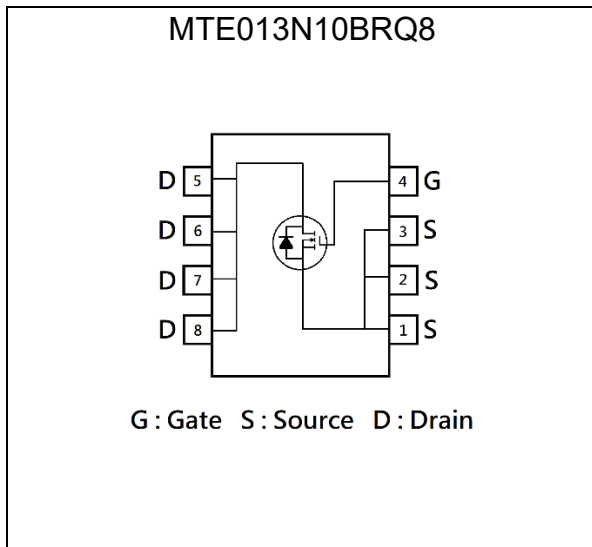 MTE013N10BRQ8
D 5 4 G
D 6 3 S
D 7 2 S
D 8 1 S
G : Gate S : Source D : Drain